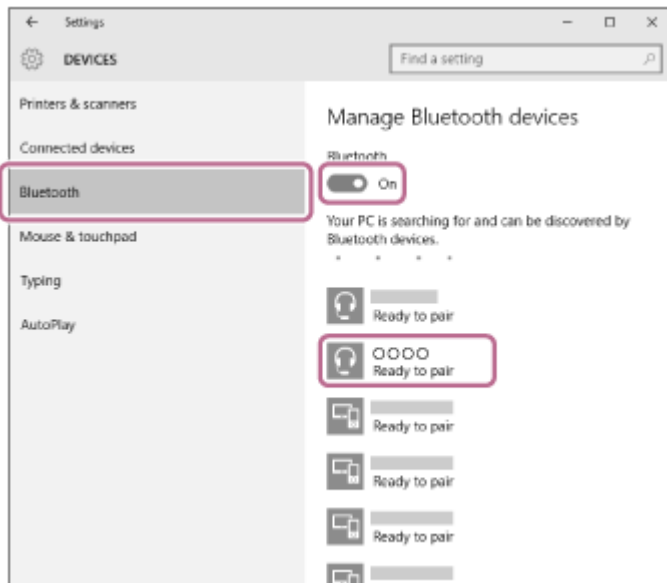 Settings
DEVICES
Find a setting
Printers & scanners
Connected devices
Bluetooth
Mouse & touchpad
Typing
AutoPlay
Manage Bluetooth devices
Bluetooth
On
Your PC is searching for and can be discovered by
Bluetooth devices.
Ready to pair
OOOO
Ready to pair
Ready to pair
Ready to pair
Ready to pair